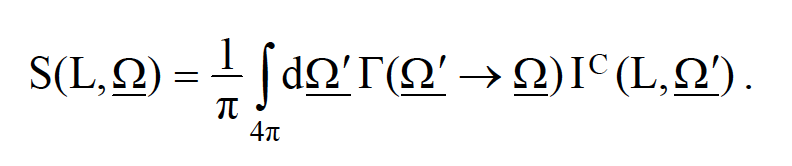 S(L,Ω) = 1/π ∫4π dΩ′ Γ(Ω′ → Ω) I^C (L,Ω′) .